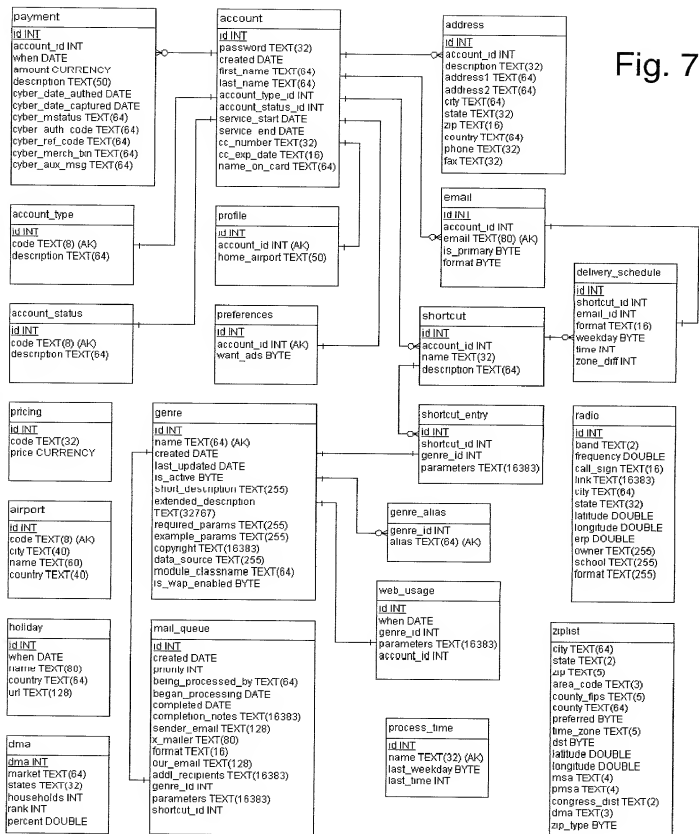 Fig. 7
payment
id INT
account_id INT
when DATE
amount CURRENCY
description TEXT(50)
cyber_date_authed DATE
cyber_date_captured DATE
cyber_mstatus TEXT(64)
cyber_auth_code TEXT(64)
cyber_ref_code TEXT(64)
cyber_merch_txn TEXT(64)
cyber_aux_msg TEXT(64)
account
id INT
password TEXT(32)
created DATE
first_name TEXT(64)
last_name TEXT(64)
account_type_id INT
account_status_id INT
service_start DATE
service_end DATE
cc_number TEXT(32)
cc_exp_date TEXT(16)
name_on_card TEXT(64)
address
id INT
account_id INT
description TEXT(32)
address1 TEXT(64)
address2 TEXT(64)
city TEXT(64)
state TEXT(32)
zip TEXT(16)
country TEXT(64)
phone TEXT(32)
fax TEXT(32)
account_type
id INT
code TEXT(8) (AK)
description TEXT(64)
profile
id INT
account_id INT (AK)
home_airport TEXT(50)
email
id INT
account_id INT
email TEXT(80) (AK)
is_primary BYTE
format BYTE
delivery_schedule
id INT
shortcut_id INT
email_id INT
format TEXT(16)
weekday BYTE
time INT
zone_diff INT
account_status
id INT
code TEXT(8) (AK)
description TEXT(64)
preferences
id INT
account_id INT (AK)
want_ads BYTE
shortcut
id INT
account_id INT
name TEXT(32)
description TEXT(64)
pricing
id INT
code TEXT(32)
price CURRENCY
genre
id INT
name TEXT(64) (AK)
created DATE
last_updated DATE
is_active BYTE
short_description TEXT(255)
extended_description
TEXT(32767)
required_params TEXT(255)
example_params TEXT(255)
copyright TEXT(16383)
data_source TEXT(255)
module_classname TEXT(64)
is_wap_enabled BYTE
shortcut_entry
id INT
shortcut_id INT
genre_id INT
parameters TEXT(16383)
radio
id INT
band TEXT(2)
frequency DOUBLE
call_sign TEXT(16)
link TEXT(16383)
city TEXT(64)
state TEXT(32)
latitude DOUBLE
longitude DOUBLE
erp DOUBLE
owner TEXT(255)
school TEXT(255)
format TEXT(255)
airport
id INT
code TEXT(8) (AK)
city TEXT(40)
name TEXT(60)
country TEXT(40)
genre_alias
genre_id INT
alias TEXT(64) (AK)
web_usage
id INT
when DATE
genre_id INT
parameters TEXT(16383)
account_id INT
holiday
id INT
when DATE
name TEXT(80)
country TEXT(64)
url TEXT(128)
mail_queue
id INT
created DATE
priority INT
being_processed_by TEXT(64)
began_processing DATE
completed DATE
completion_notes TEXT(16383)
sender_email TEXT(128)
x_mailer TEXT(80)
format TEXT(16)
our_email TEXT(128)
addl_recipients TEXT(16383)
genre_id INT
parameters TEXT(16383)
shortcut_id INT
ziplist
city TEXT(64)
state TEXT(2)
zip TEXT(5)
area_code TEXT(3)
county_fips TEXT(5)
county TEXT(64)
preferred BYTE
time_zone TEXT(5)
dst BYTE
latitude DOUBLE
longitude DOUBLE
msa TEXT(4)
pmsa TEXT(4)
congress_dist TEXT(2)
dma TEXT(3)
zip_type BYTE
process_time
id INT
name TEXT(32) (AK)
last_weekday BYTE
last_time INT
dma
dma INT
market TEXT(64)
states TEXT(32)
households INT
rank INT
percent DOUBLE